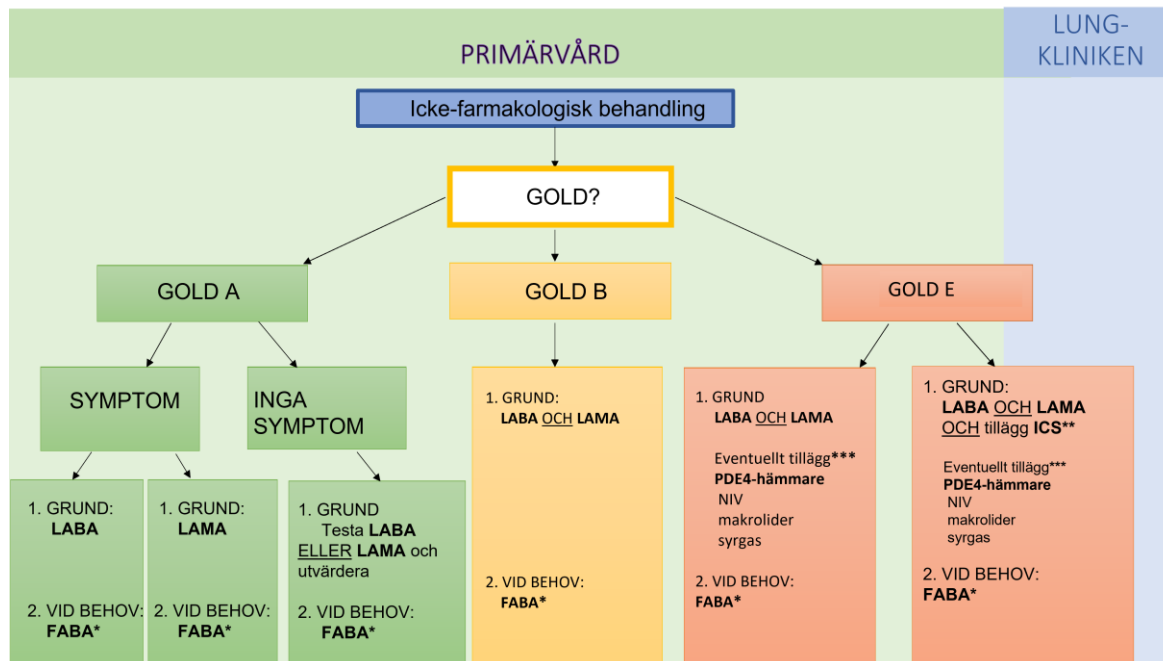 PRIMÄRVÅRD
LUNG-
KLINIKEN
Icke-farmakologisk behandling
GOLD?
GOLD A
GOLD B
GOLD E
SYMPTOM
INGA
SYMPTOM
1. GRUND:
LABA
2. VID BEHOV:
FABA*
1. GRUND:
LAMA
2. VID BEHOV:
FABA*
1. GRUND
Testa LABA
ELLER LAMA och
utvärdera
2. VID BEHOV:
FABA*
1. GRUND:
LABA OCH LAMA
2. VID BEHOV:
FABA*
1. GRUND
LABA OCH LAMA
Eventuellt tillägg***
PDE4-hämmare
NIV
makrolider
syrgas
2. VID BEHOV:
FABA*
1. GRUND:
LABA OCH LAMA
OCH tillägg ICS**
Eventuellt tillägg***
PDE4-hämmare
NIV
makrolider
syrgas
2. VID BEHOV:
FABA*